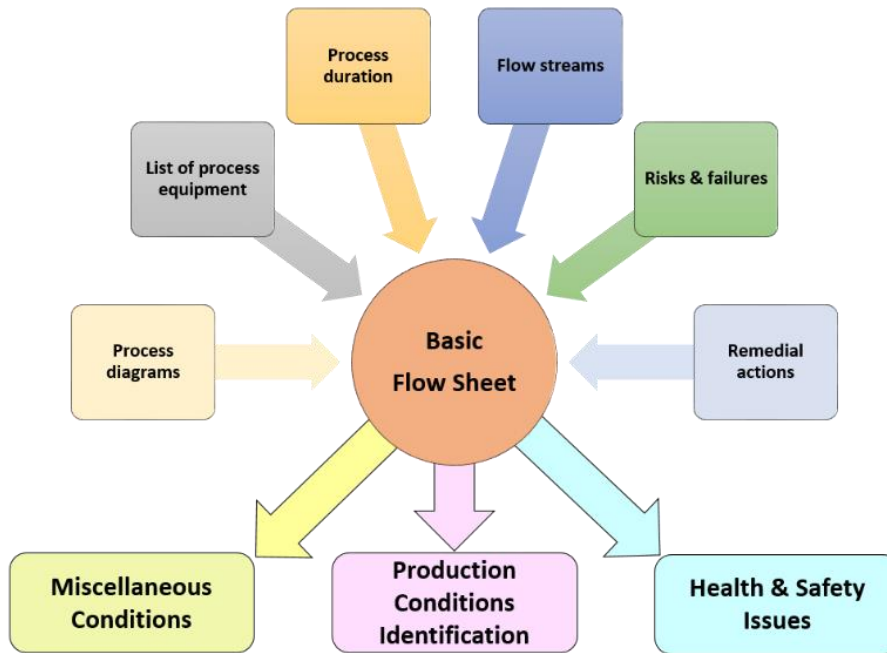 Process
duration
Flow streams
List of process
equipment
Risks & failures
Process
diagrams
Basic
Flow Sheet
Remedial
actions
Miscellaneous
Conditions
Production
Conditions
Identification
Health & Safety
Issues